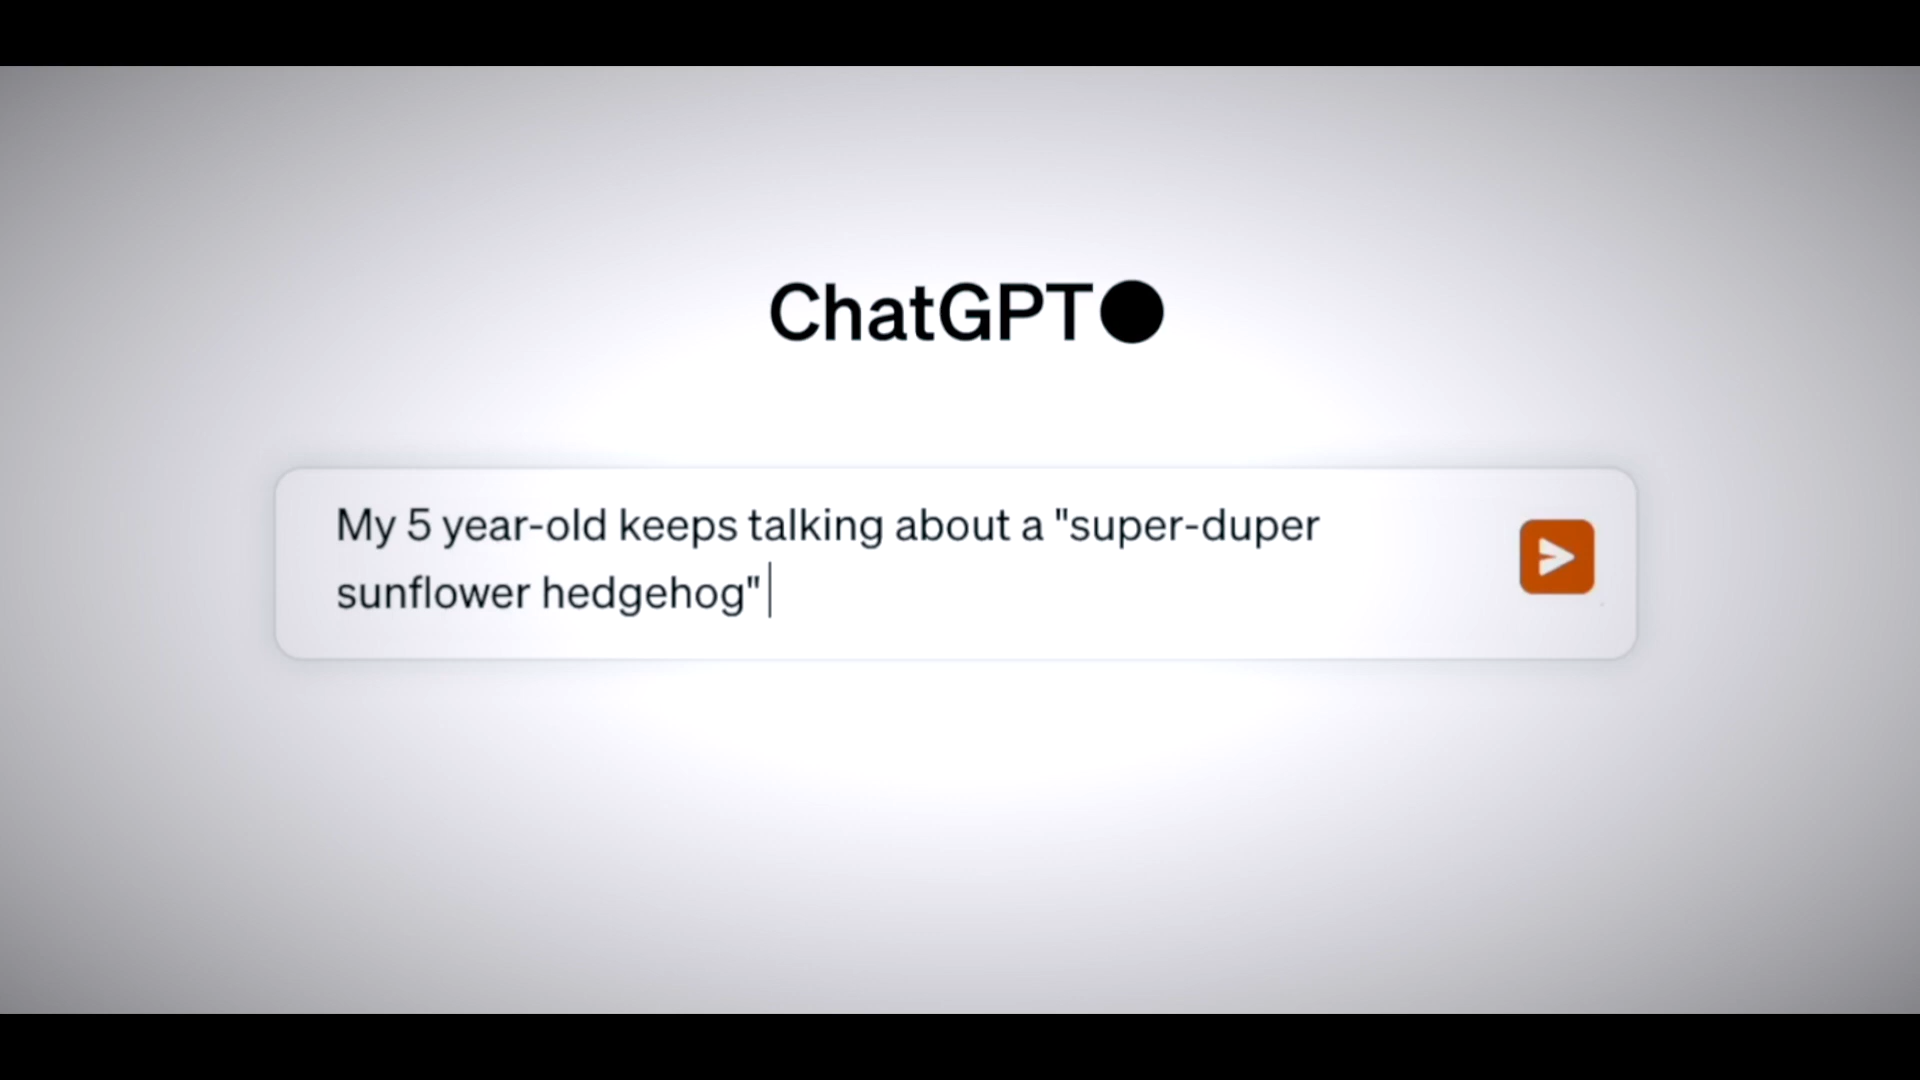 ChatGPT
My 5 year-old keeps talking about a "super-duper
sunflower hedgehog"